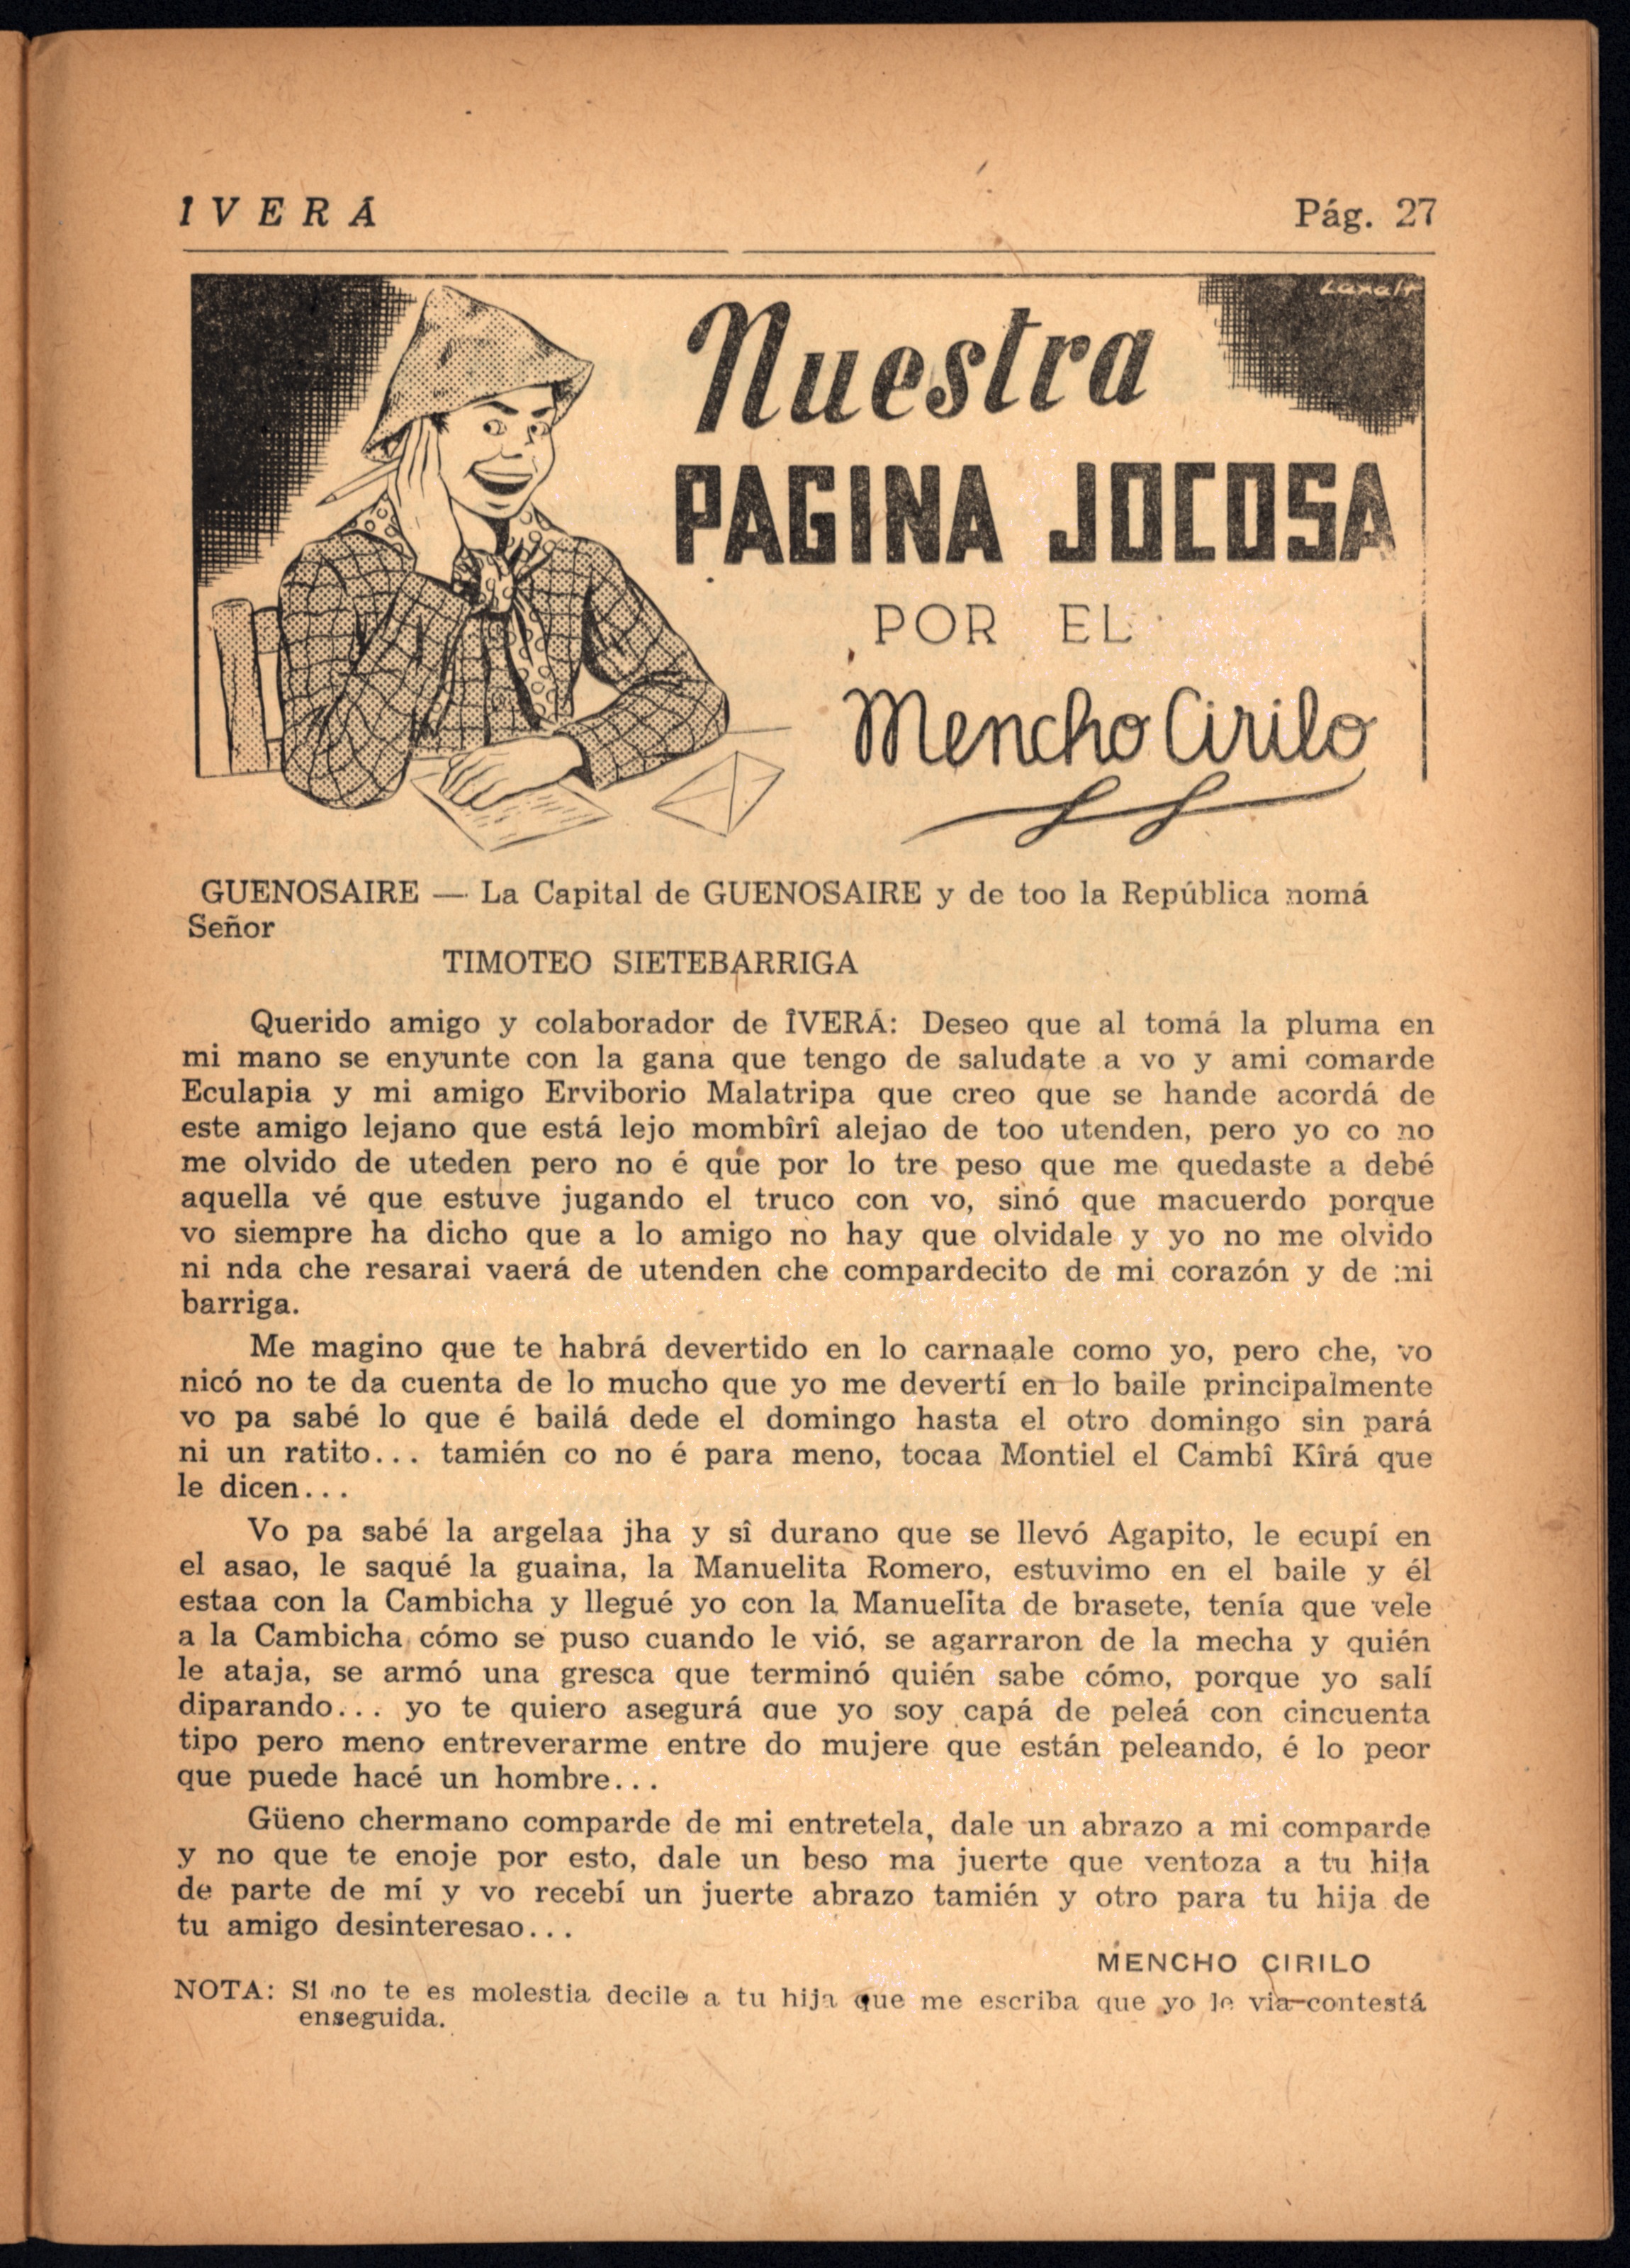 ÎVERÁ
Pág. 27
Nuestra
PAGINA JOCOSA
POR EL
Mencho Cirilo
GUENOSAIRE — La Capital de GUENOSAIRE y de too la República nomá
Señor
TIMOTEO SIETEBARRIGA
Querido amigo y colaborador de ÎVERÁ: Deseo que al tomá la pluma en
mi mano se enyunte con la gana que tengo de saludate a vo y ami comarde
Eculapia y mi amigo Erviborio Malatripa que creo que se hande acordá de
este amigo lejano que está lejo mombîrî alejao de too utenden, pero yo co no
me olvido de uteden pero no é que por lo tre peso que me quedaste a debé
aquella vé que estuve jugando el truco con vo, sinó que macuerdo porque
vo siempre ha dicho que a lo amigo no hay que olvidale y yo no me olvido
ni nda che resarai vaerá de utenden che compardecito de mi corazón y de mi
barriga.
Me magino que te habrá devertido en lo carnaale como yo, pero che, vo
nicó no te da cuenta de lo mucho que yo me devertí en lo baile principalmente
vo pa sabé lo que é bailá dede el domingo hasta el otro domingo sin pará
ni un ratito... tamién co no é para meno, tocaa Montiel el Cambî Kîrá que
le dicen...
Vo pa sabé la argelaa jha y sî durano que se llevó Agapito, le ecupí en
el asao, le saqué la guaina, la Manuelita Romero, estuvimo en el baile y él
estaa con la Cambicha y llegué yo con la Manuelita de brasete, tenía que vele
a la Cambicha cómo se puso cuando le vió, se agarraron de la mecha y quién
le ataja, se armó una gresca que terminó quién sabe cómo, porque yo salí
diparando... yo te quiero asegurá que yo soy capá de peleá con cincuenta
tipo pero meno entreverarme entre do mujere que están peleando, é lo peor
que puede hacé un hombre...
Güeno chermano comparde de mi entretela, dale un abrazo a mi comparde
y no que te enoje por esto, dale un beso ma juerte que ventoza a tu hija
de parte de mí y vo recebí un juerte abrazo tamién y otro para tu hija de
tu amigo desinteresao...
MENCHO CIRILO
NOTA: Si no te es molestia decile a tu hija que me escriba que yo le via contestá
enseguida.